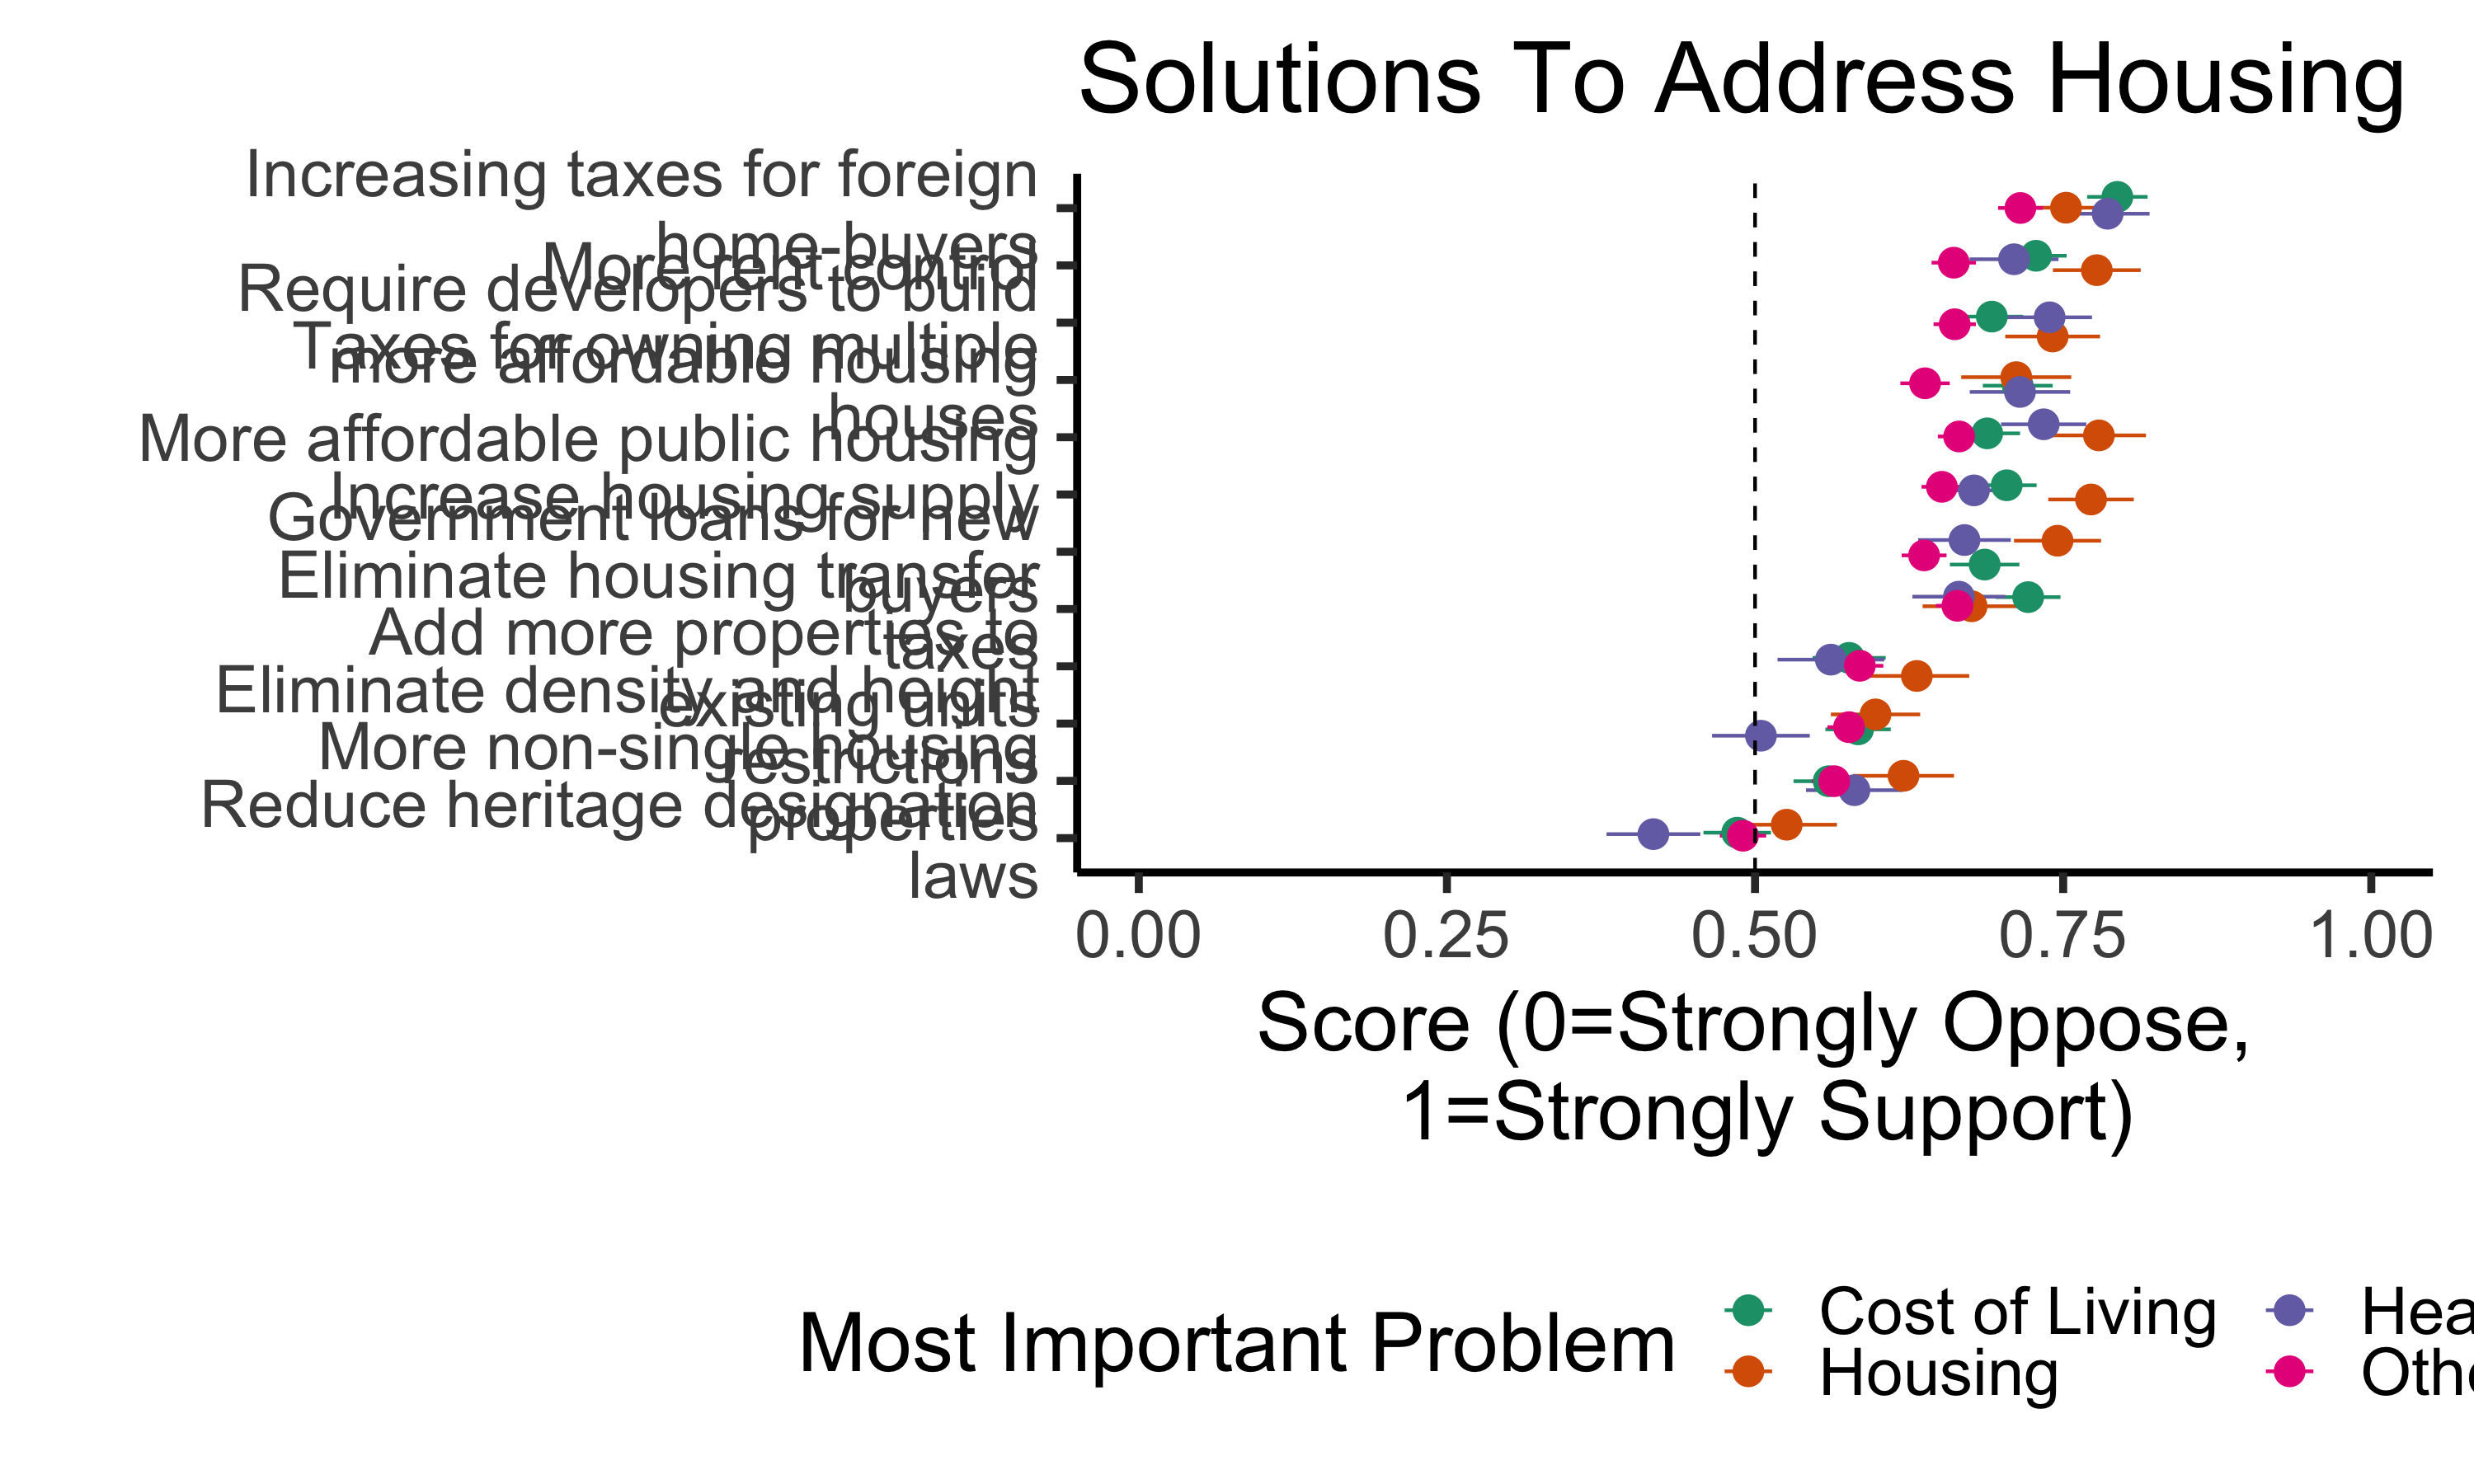 Solutions To Address Housing
Increasing taxes for foreign
home-buyers
More rent control
Require developers to build
more affordable housing
Taxes for owning multiple
houses
More affordable public housing
Increase housing supply
Government loans for new
buyers
Eliminate housing transfer
taxes
Add more properties to
existing units
Eliminate density and height
restrictions
More non-single housing
properties
Reduce heritage designation
laws
0.00 0.25 0.50 0.75 1.00
Score (0=Strongly Oppose,
1=Strongly Support)
Most Important Problem
Cost of Living Hea
Housing Othe